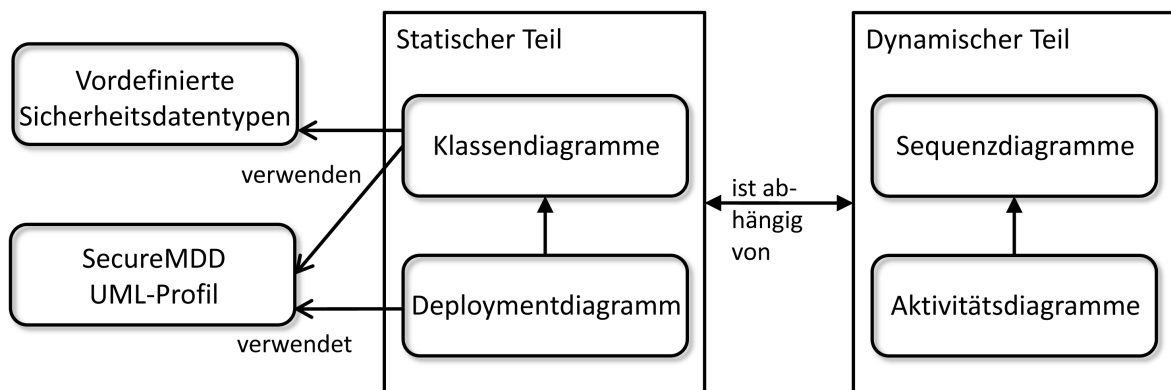 Vordefinierte
Sicherheitsdatentypen
verwenden
SecureMDD
UML-Profil
verwendet
Statischer Teil
Klassendiagramme
Deploymentdiagramm
ist ab-
hängig
von
Dynamischer Teil
Sequenzdiagramme
Aktivitätsdiagramme